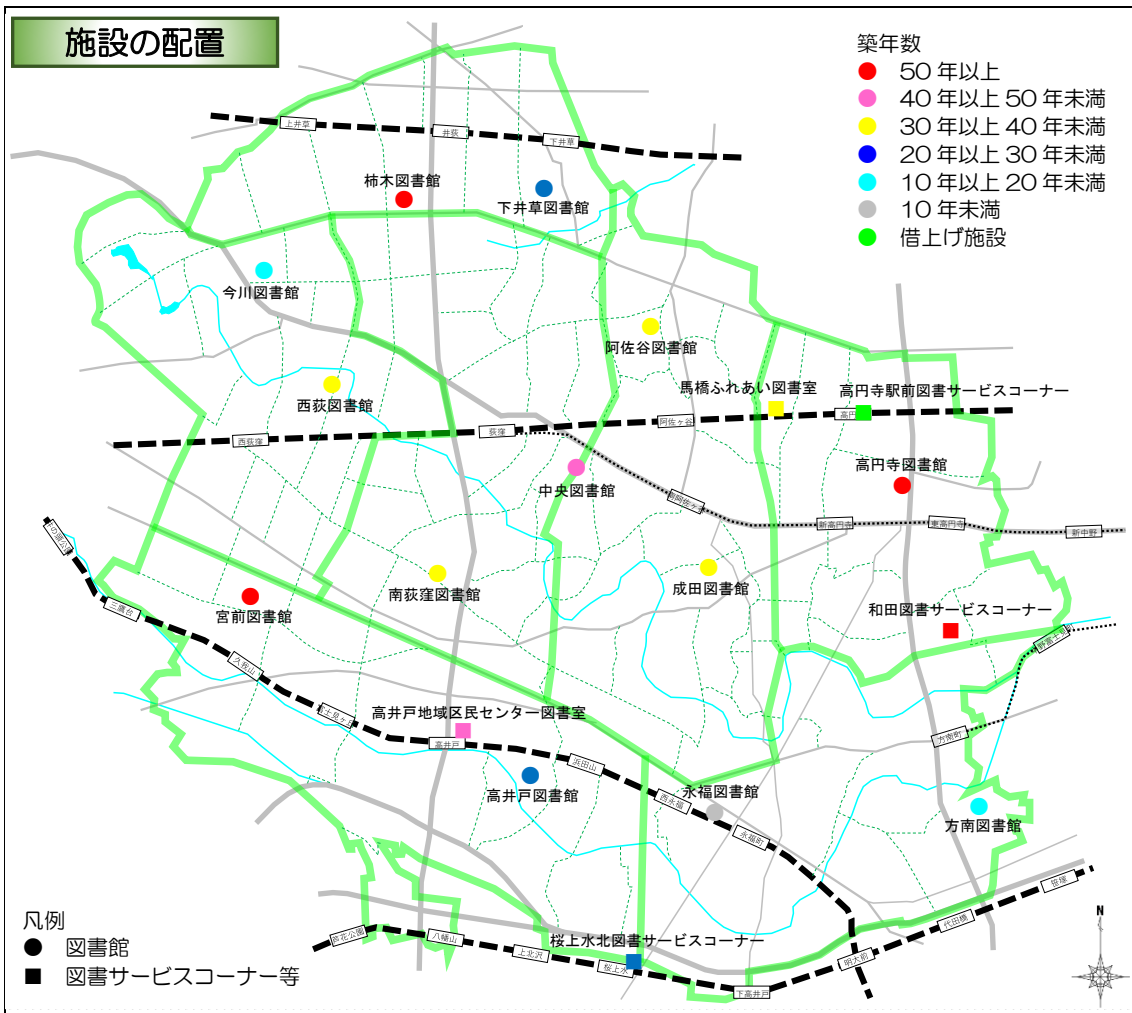 施設の配置
築年数
50年以上
40年以上50年未満
30年以上40年未満
20年以上30年未満
10年以上20年未満
10年未満
借上げ施設
上井草
井荻
下井草
柿木図書館
下井草図書館
今川図書館
阿佐谷図書館
西荻図書館
馬橋ふれあい図書室
高円寺駅前図書サービスコーナー
西荻窪
荻窪
阿佐ヶ谷
高円
中央図書館
高円寺図書館
南阿佐ヶ谷
新高円寺
東高円寺
新中野
南荻窪図書館
成田図書館
宮前図書館
和田図書サービスコーナー
三鷹台
久我山
富士見ヶ丘
高井戸地域区民センター図書室
高井戸
浜田山
方南町
高井戸図書館
西永福
永福図書館
永福町
方南図書館
笹塚
代田橋
芦花公園
八幡山
上北沢
桜上水北図書サービスコーナー
桜上水
明大前
下高井戸
凡例
図書館
図書サービスコーナー等
N